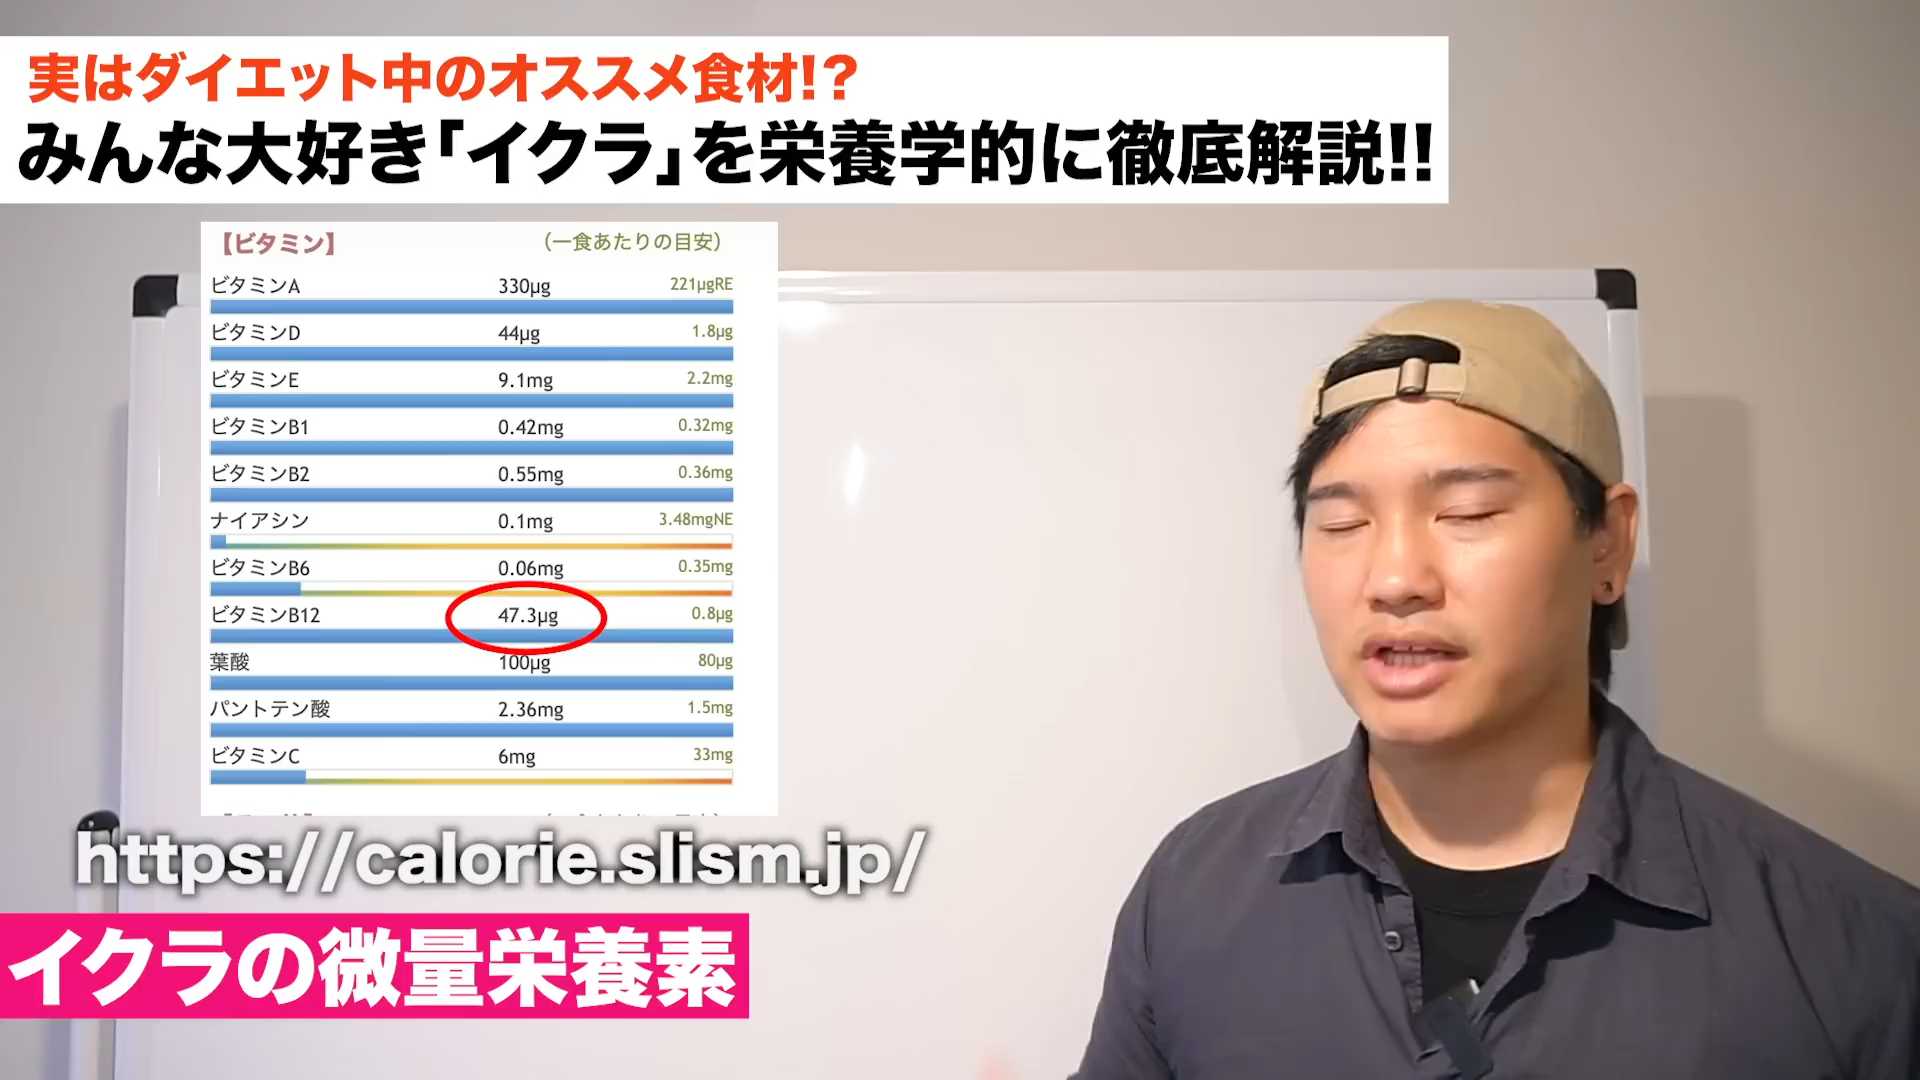 実はダイエット中のオススメ食材!?
みんな大好き「イクラ」を栄養学的に徹底解説!!
【ビタミン】 (一食あたりの目安)
ビタミンA 330μg 221μgRE
ビタミンD 44μg 1.8μg
ビタミンE 9.1mg 2.2mg
ビタミンB1 0.42mg 0.32mg
ビタミンB2 0.55mg 0.36mg
ナイアシン 0.1mg 3.48mgNE
ビタミンB6 0.06mg 0.35mg
ビタミンB12 47.3μg 0.8μg
葉酸 100μg 80μg
パントテン酸 2.36mg 1.5mg
ビタミンC 6mg 33mg
https://calorie.slism.jp/
イクラの微量栄養素